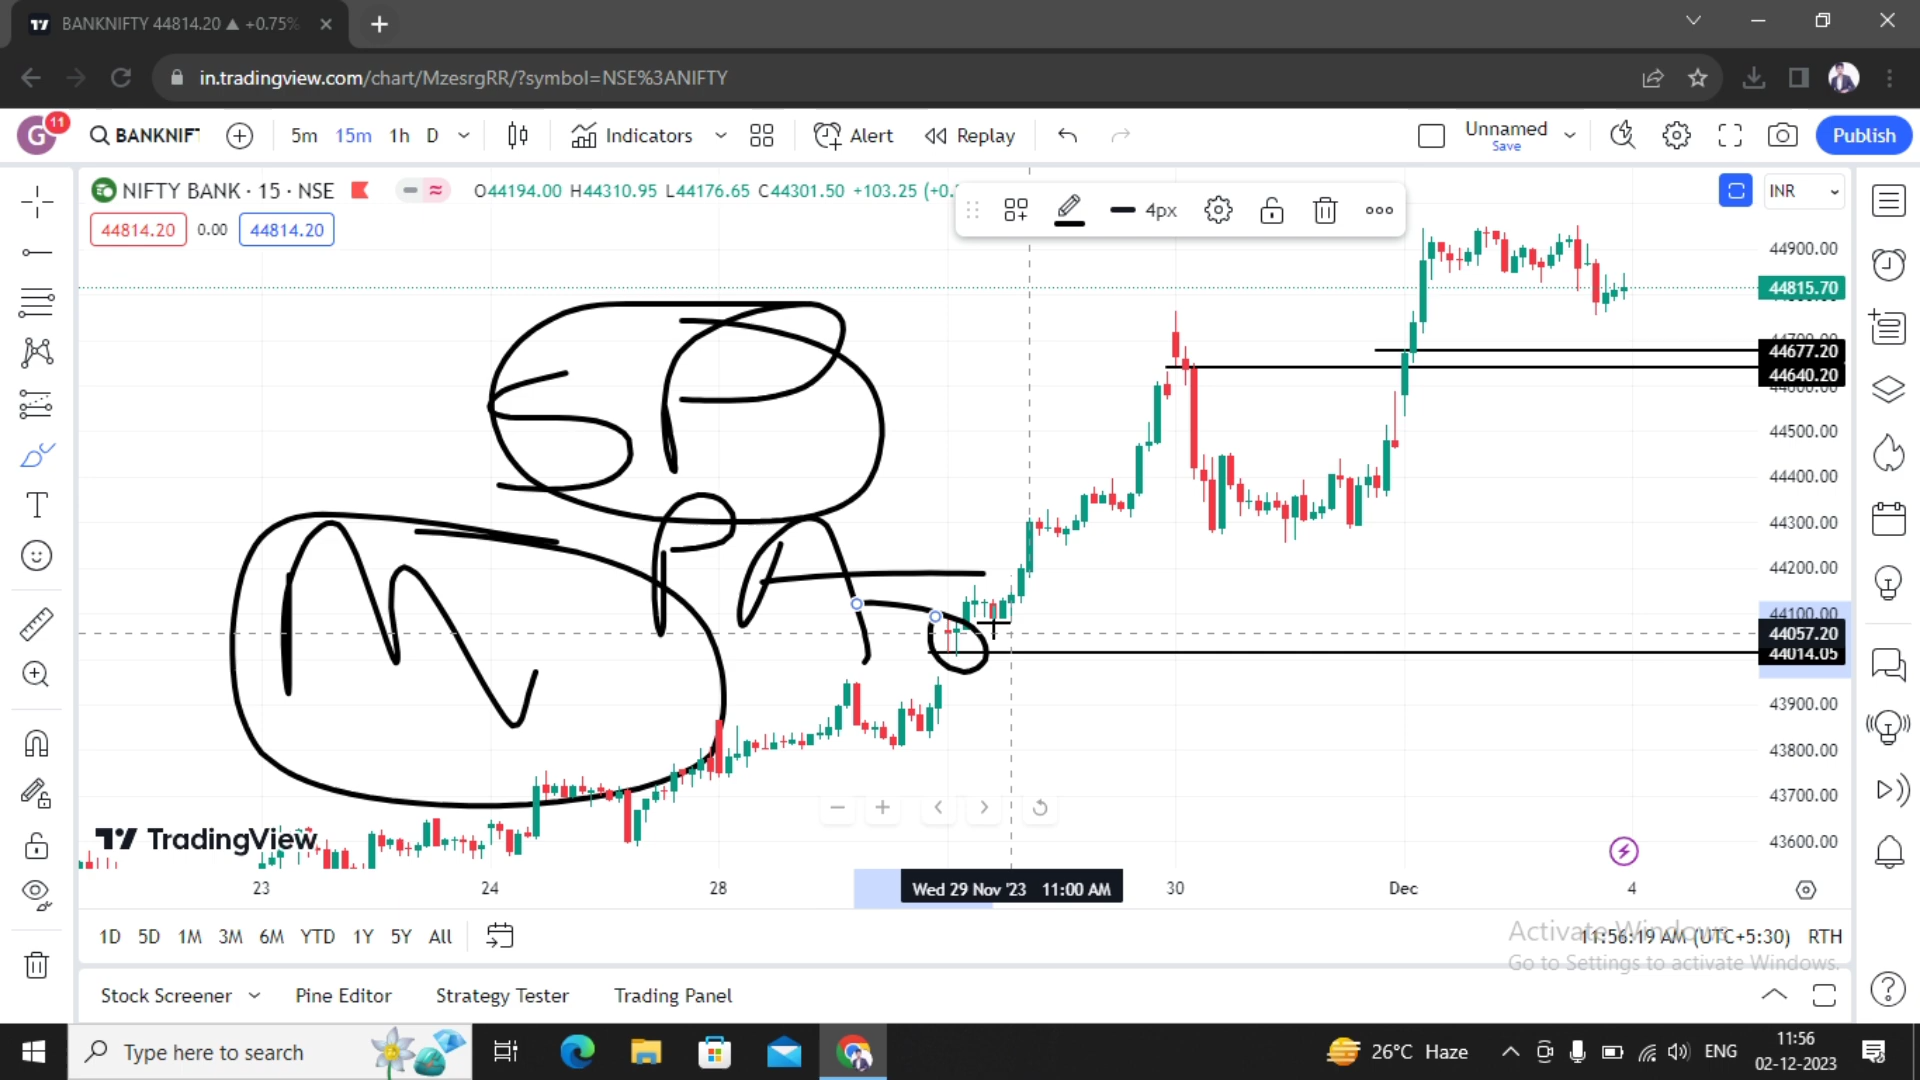 BANKNIFTY 44814.20 ▲ +0.75%
in.tradingview.com/chart/MzesrgRR/?symbol=NSE%3ANIFTY
G 11 BANKNIF 5m 15m 1h D Indicators Alert Replay Unnamed Save Publish
NIFTY BANK · 15 · NSE O44194.00 H44310.95 L44176.65 C44301.50 +103.25 (+0.
INR
44814.20 0.00 44814.20
4px
44900.00
44815.70
44677.20
44640.20
44500.00
44400.00
44300.00
44200.00
44100.00
44057.20
44014.05
43900.00
43800.00
43700.00
43600.00
SP
M
PA
TradingView
23 24 28 Wed 29 Nov '23 11:00 AM 30 Dec 4
1D 5D 1M 3M 6M YTD 1Y 5Y All 11:56:19 AM (UTC+5:30) RTH
Activate Windows
Go to Settings to activate Windows.
Stock Screener Pine Editor Strategy Tester Trading Panel
Type here to search 26°C Haze ENG 11:56
02-12-2023